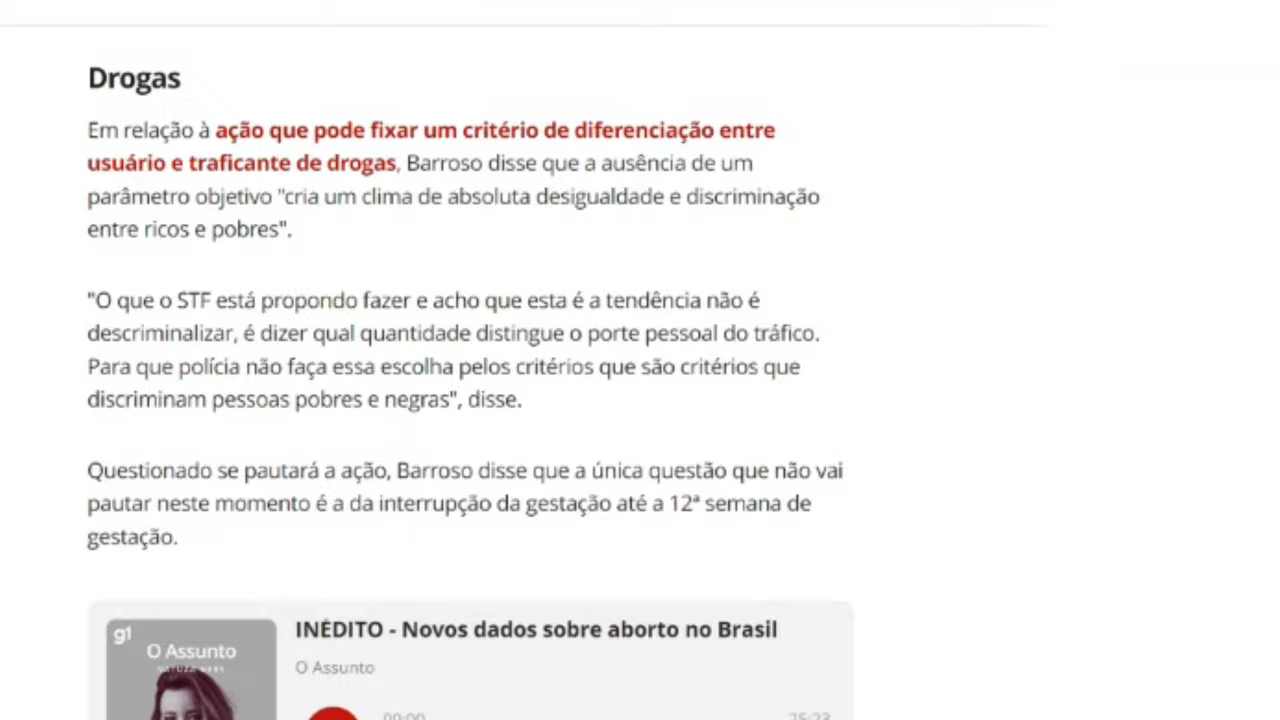 Drogas
Em relação à ação que pode fixar um critério de diferenciação entre
usuário e traficante de drogas, Barroso disse que a ausência de um
parâmetro objetivo "cria um clima de absoluta desigualdade e discriminação
entre ricos e pobres".
"O que o STF está propondo fazer e acho que esta é a tendência não é
descriminalizar, é dizer qual quantidade distingue o porte pessoal do tráfico.
Para que polícia não faça essa escolha pelos critérios que são critérios que
discriminam pessoas pobres e negras", disse.
Questionado se pautará a ação, Barroso disse que a única questão que não vai
pautar neste momento é a da interrupção da gestação até a 12ª semana de
gestação.
g1
O Assunto
INÉDITO - Novos dados sobre aborto no Brasil
O Assunto
00:00
25:23